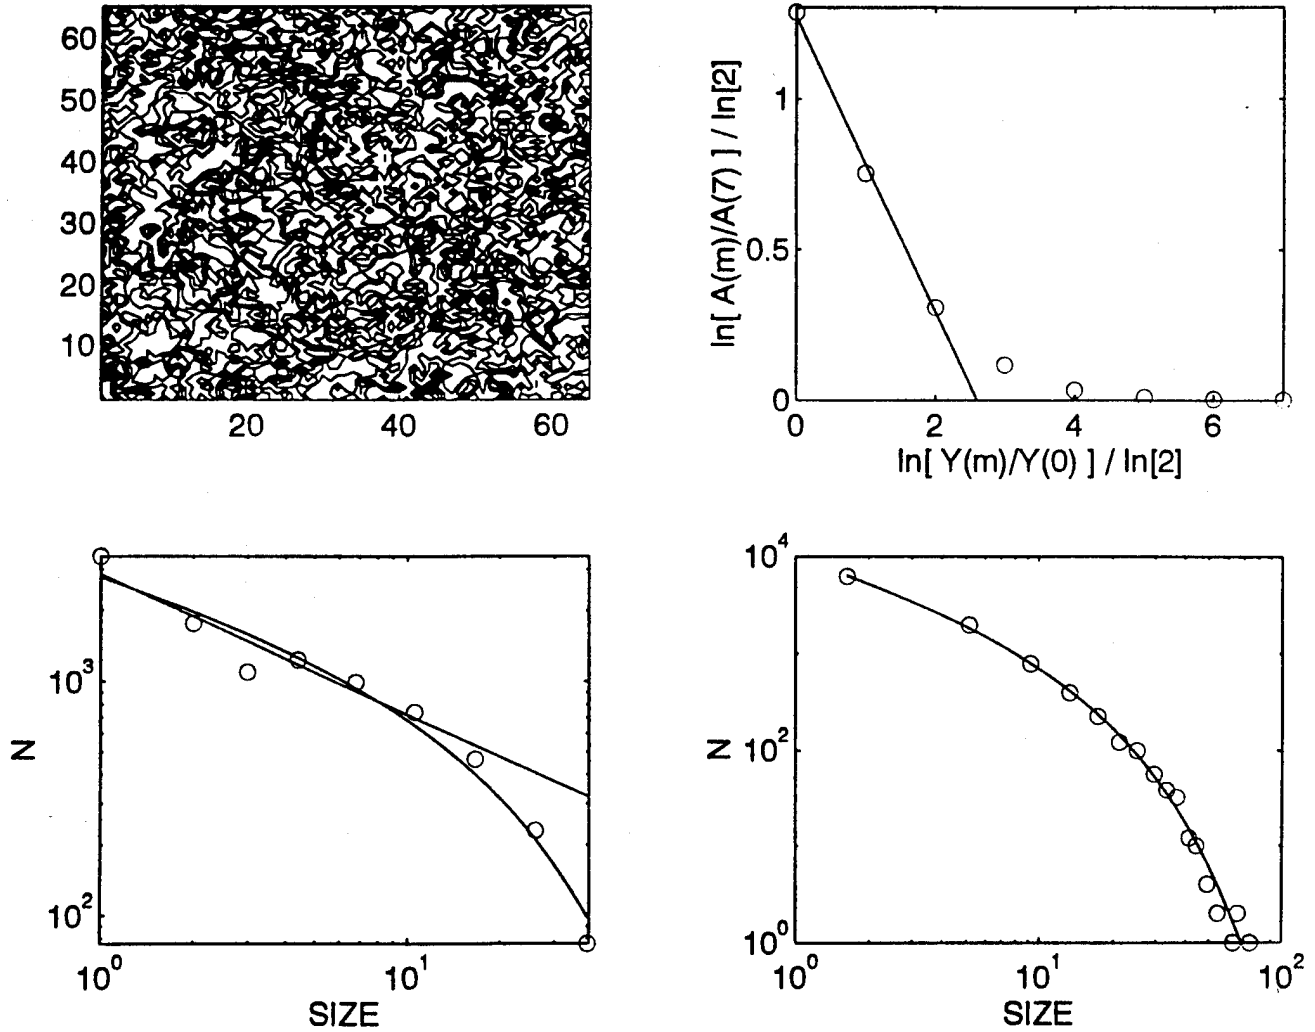 60
50
40
30
20
10
20 40 60
ln[ A(m)/A(7) ] / ln[2]
1
0.5
0
0 2 4 6
ln[ Y(m)/Y(0) ] / ln[2]
N
10³
10²
10⁰ 10¹
SIZE
N
10⁴
10²
10⁰
10⁰ 10¹ 10²
SIZE